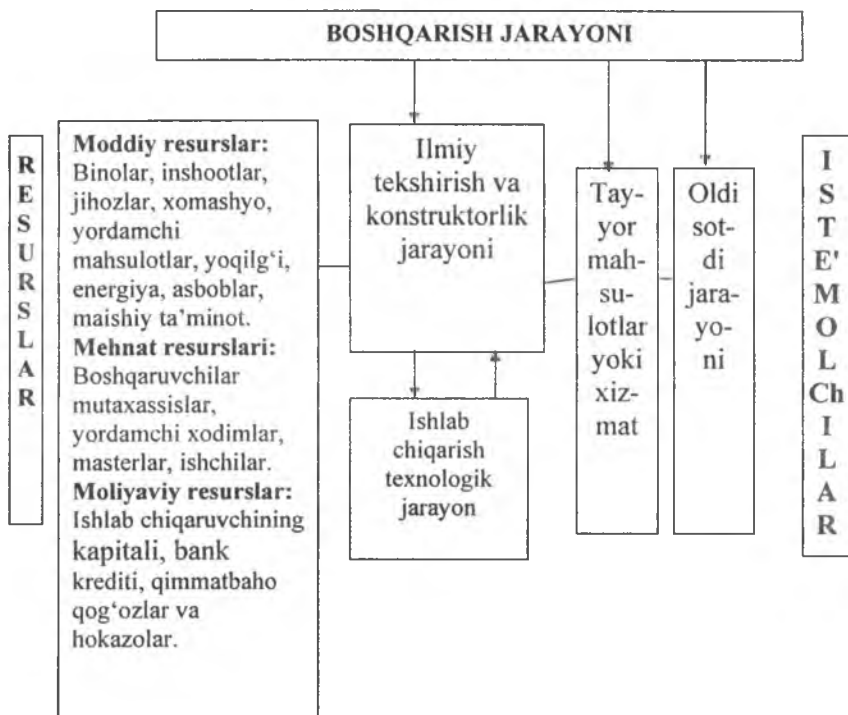 BOSHQARISH JARAYONI
R
E
S
U
R
S
L
A
R
Moddiy resurslar:
Binolar, inshootlar,
jihozlar, xomashyo,
yordamchi
mahsulotlar, yoqilg‘i,
energiya, asboblar,
maishiy ta’minot.
Mehnat resurslari:
Boshqaruvchilar
mutaxassislar,
yordamchi xodimlar,
masterlar, ishchilar.
Moliyaviy resurslar:
Ishlab chiqaruvchining
kapitali, bank
krediti, qimmatbaho
qog‘ozlar va
hokazolar.
Ilmiy
tekshirish va
konstruktorlik
jarayoni
Ishlab
chiqarish
texnologik
jarayon
Tay-
yor
mah-
su-
lotlar
yoki
xiz-
mat
Oldi
sot-
di
jara-
yo-
ni
I
S
T
E'
M
O
L
Ch
I
L
A
R